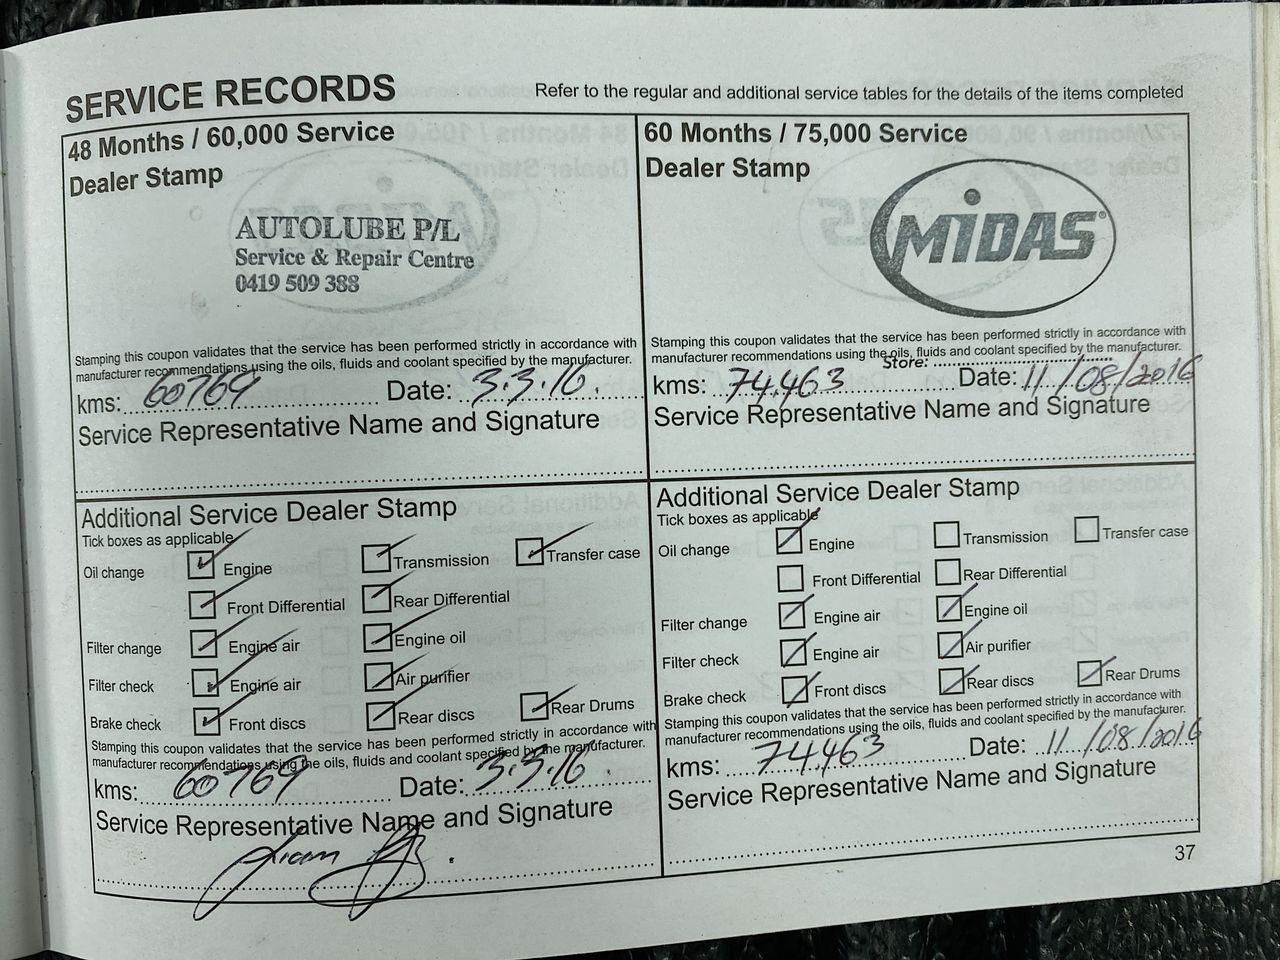 SERVICE RECORDS
Refer to the regular and additional service tables for the details of the items completed
48 Months / 60,000 Service
Dealer Stamp
AUTOLUBE P/L
Service & Repair Centre
0419 509 388
Stamping this coupon validates that the service has been performed strictly in accordance with
manufacturer recommendations using the oils, fluids and coolant specified by the manufacturer.
kms: 60769 Date: 3.3.16.
Service Representative Name and Signature
Additional Service Dealer Stamp
Tick boxes as applicable
Oil change Engine Transmission Transfer case
Front Differential Rear Differential
Filter change Engine air Engine oil
Filter check Engine air Air purifier
Brake check Front discs Rear discs Rear Drums
Stamping this coupon validates that the service has been performed strictly in accordance with
manufacturer recommendations using the oils, fluids and coolant specified by the manufacturer.
kms: 60769 Date: 3.3.16.
Service Representative Name and Signature
60 Months / 75,000 Service
Dealer Stamp
MIDAS®
Stamping this coupon validates that the service has been performed strictly in accordance with
manufacturer recommendations using the oils, fluids and coolant specified by the manufacturer.
Store:
kms: 74,463 Date: 11/08/2016
Service Representative Name and Signature
Additional Service Dealer Stamp
Tick boxes as applicable
Oil change Engine Transmission Transfer case
Front Differential Rear Differential
Filter change Engine air Engine oil
Filter check Engine air Air purifier
Brake check Front discs Rear discs Rear Drums
Stamping this coupon validates that the service has been performed strictly in accordance with
manufacturer recommendations using the oils, fluids and coolant specified by the manufacturer.
kms: 74,463 Date: 11/08/2016
Service Representative Name and Signature
37